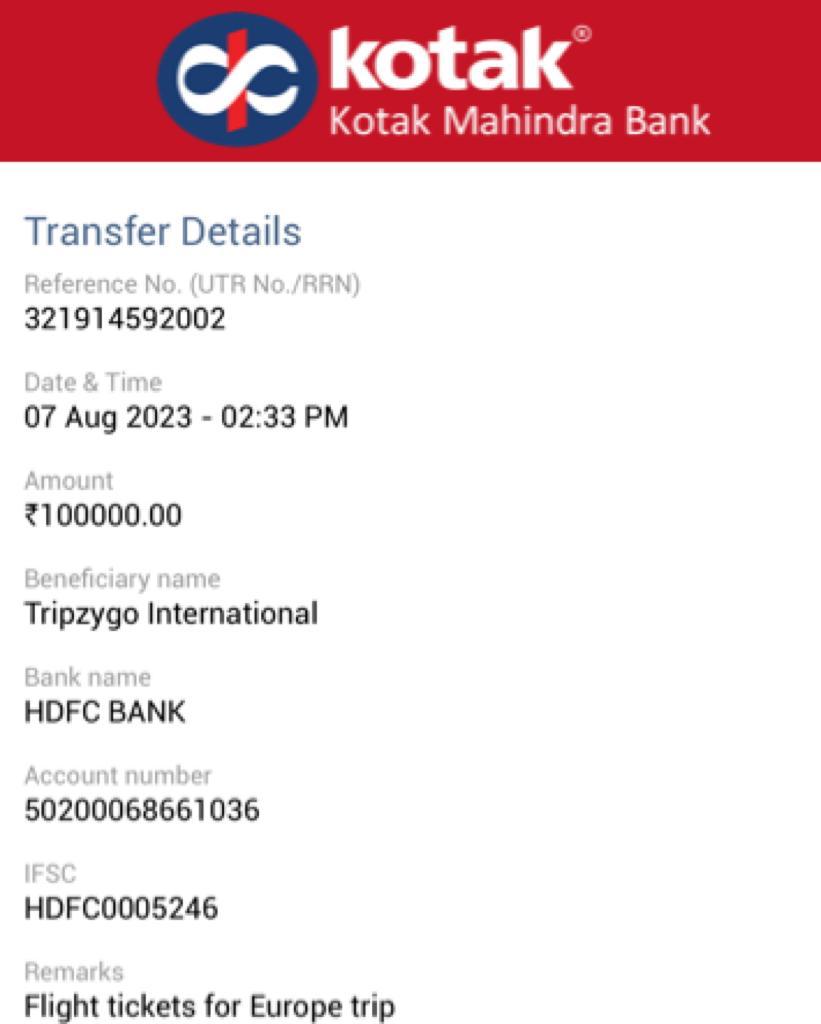 kotak®
Kotak Mahindra Bank
Transfer Details
Reference No. (UTR No./RRN)
321914592002
Date & Time
07 Aug 2023 - 02:33 PM
Amount
₹100000.00
Beneficiary name
Tripzygo International
Bank name
HDFC BANK
Account number
50200068661036
IFSC
HDFC0005246
Remarks
Flight tickets for Europe trip